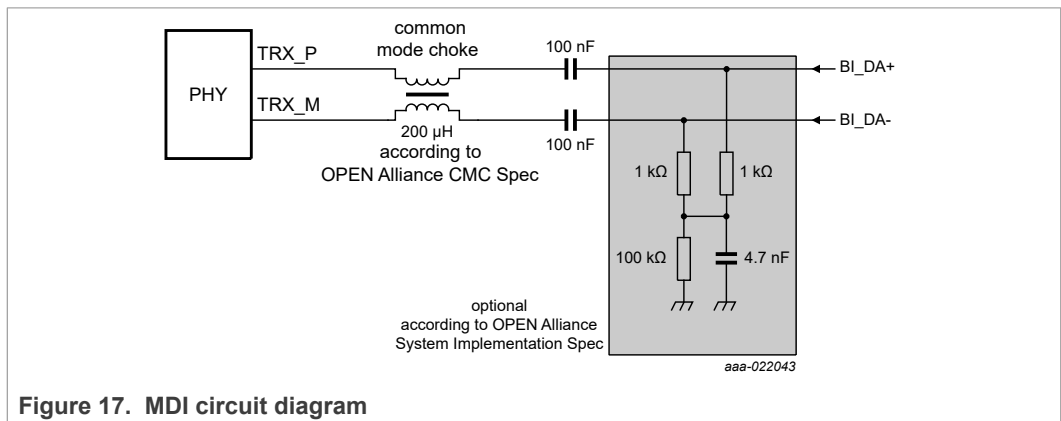 common
mode choke
100 nF
TRX_P
BI_DA+
PHY
TRX_M
BI_DA-
200 µH
100 nF
according to
OPEN Alliance CMC Spec
1 kΩ
1 kΩ
100 kΩ
4.7 nF
optional
according to OPEN Alliance
System Implementation Spec
aaa-022043
Figure 17. MDI circuit diagram